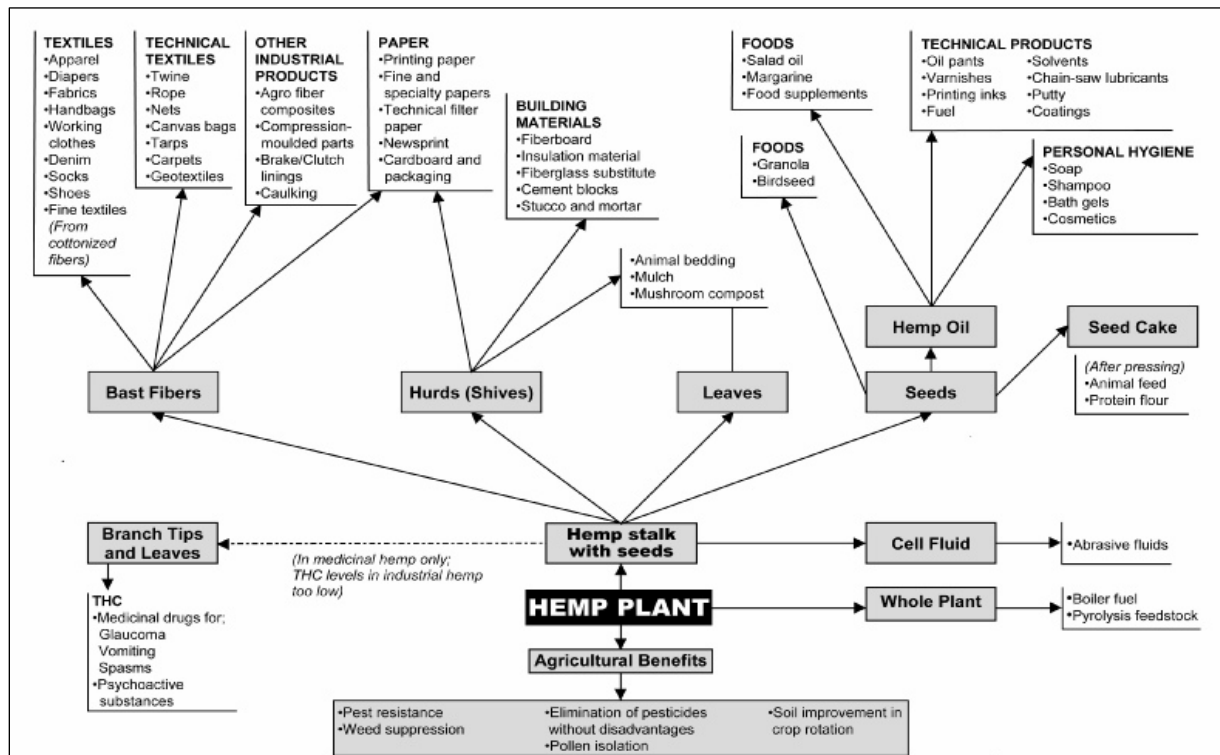 TEXTILES
•Apparel
•Diapers
•Fabrics
•Handbags
•Working
clothes
•Denim
•Socks
•Shoes
•Fine textiles
(From
cottonized
fibers)
TECHNICAL
TEXTILES
•Twine
•Rope
•Nets
•Canvas bags
•Tarps
•Carpets
•Geotextiles
OTHER
INDUSTRIAL
PRODUCTS
•Agro fiber
composites
•Compression-
moulded parts
•Brake/Clutch
linings
•Caulking
PAPER
•Printing paper
•Fine and
specialty papers
•Technical filter
paper
•Newsprint
•Cardboard and
packaging
BUILDING
MATERIALS
•Fiberboard
•Insulation material
•Fiberglass substitute
•Cement blocks
•Stucco and mortar
•Animal bedding
•Mulch
•Mushroom compost
FOODS
•Salad oil
•Margarine
•Food supplements
FOODS
•Granola
•Birdseed
TECHNICAL PRODUCTS
•Oil pants
•Varnishes
•Printing inks
•Fuel
•Solvents
•Chain-saw lubricants
•Putty
•Coatings
PERSONAL HYGIENE
•Soap
•Shampoo
•Bath gels
•Cosmetics
Hemp Oil
Seed Cake
(After pressing)
•Animal feed
•Protein flour
Bast Fibers
Hurds (Shives)
Leaves
Seeds
Branch Tips
and Leaves
(In medicinal hemp only;
THC levels in industrial hemp
too low)
Hemp stalk
with seeds
Cell Fluid
•Abrasive fluids
THC
•Medicinal drugs for;
Glaucoma
Vomiting
Spasms
•Psychoactive
substances
HEMP PLANT
Whole Plant
•Boiler fuel
•Pyrolysis feedstock
Agricultural Benefits
•Pest resistance
•Weed suppression
•Elimination of pesticides
without disadvantages
•Pollen isolation
•Soil improvement in
crop rotation